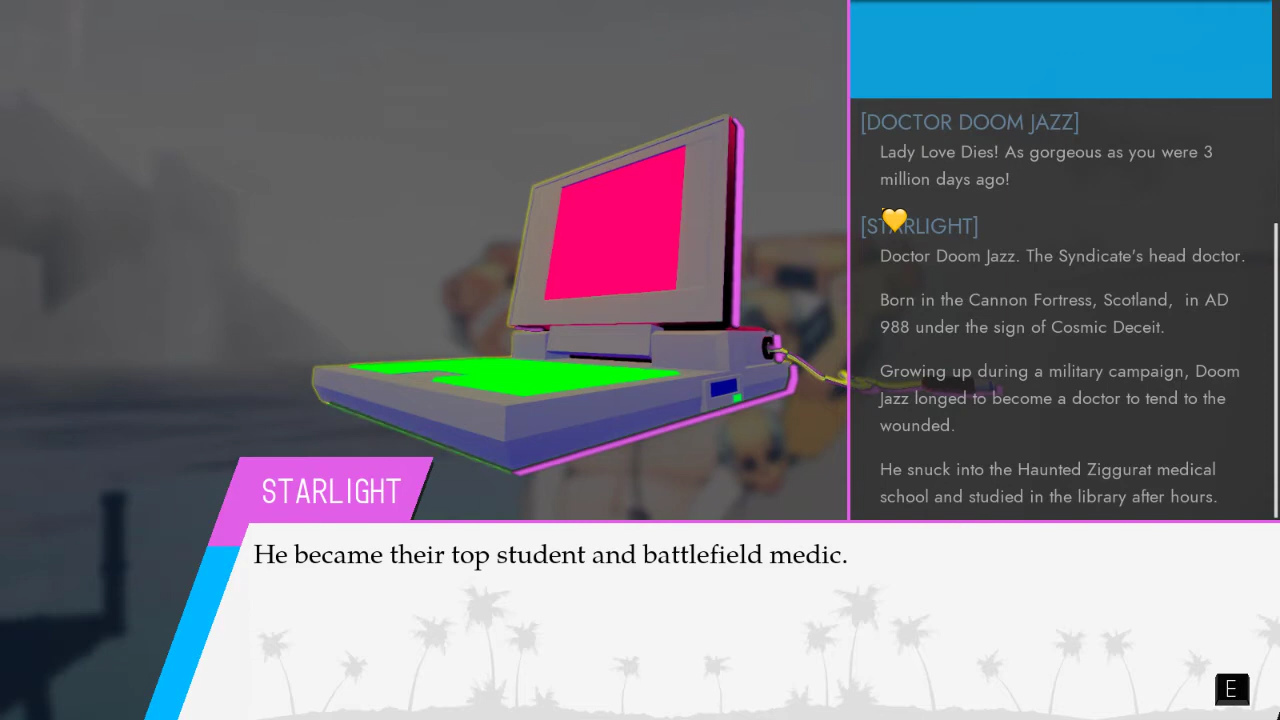 [DOCTOR DOOM JAZZ]
Lady Love Dies! As gorgeous as you were 3
million days ago!
[STARLIGHT]
Doctor Doom Jazz. The Syndicate's head doctor.
Born in the Cannon Fortress, Scotland, in AD
988 under the sign of Cosmic Deceit.
Growing up during a military campaign, Doom
Jazz longed to become a doctor to tend to the
wounded.
He snuck into the Haunted Ziggurat medical
school and studied in the library after hours.
STARLIGHT
He became their top student and battlefield medic.
E